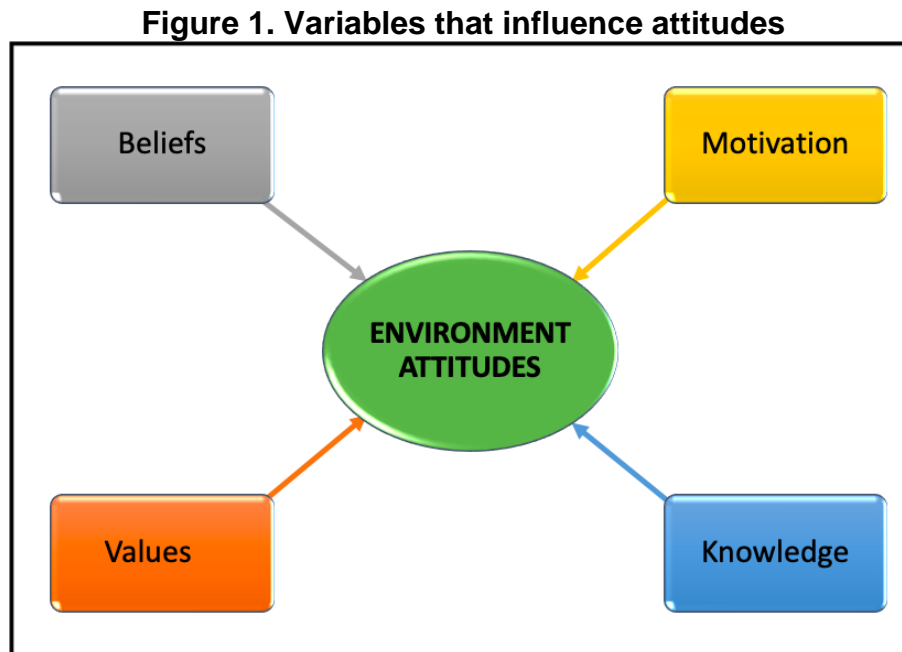 Figure 1. Variables that influence attitudes
Beliefs
Motivation
ENVIRONMENT
ATTITUDES
Values
Knowledge